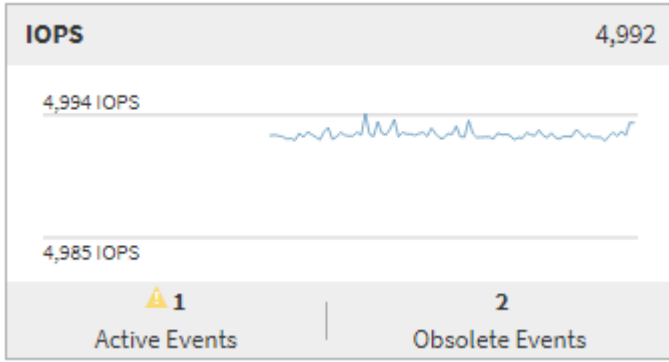 IOPS 4,992
4,994 IOPS
4,985 IOPS
1 2
Active Events Obsolete Events